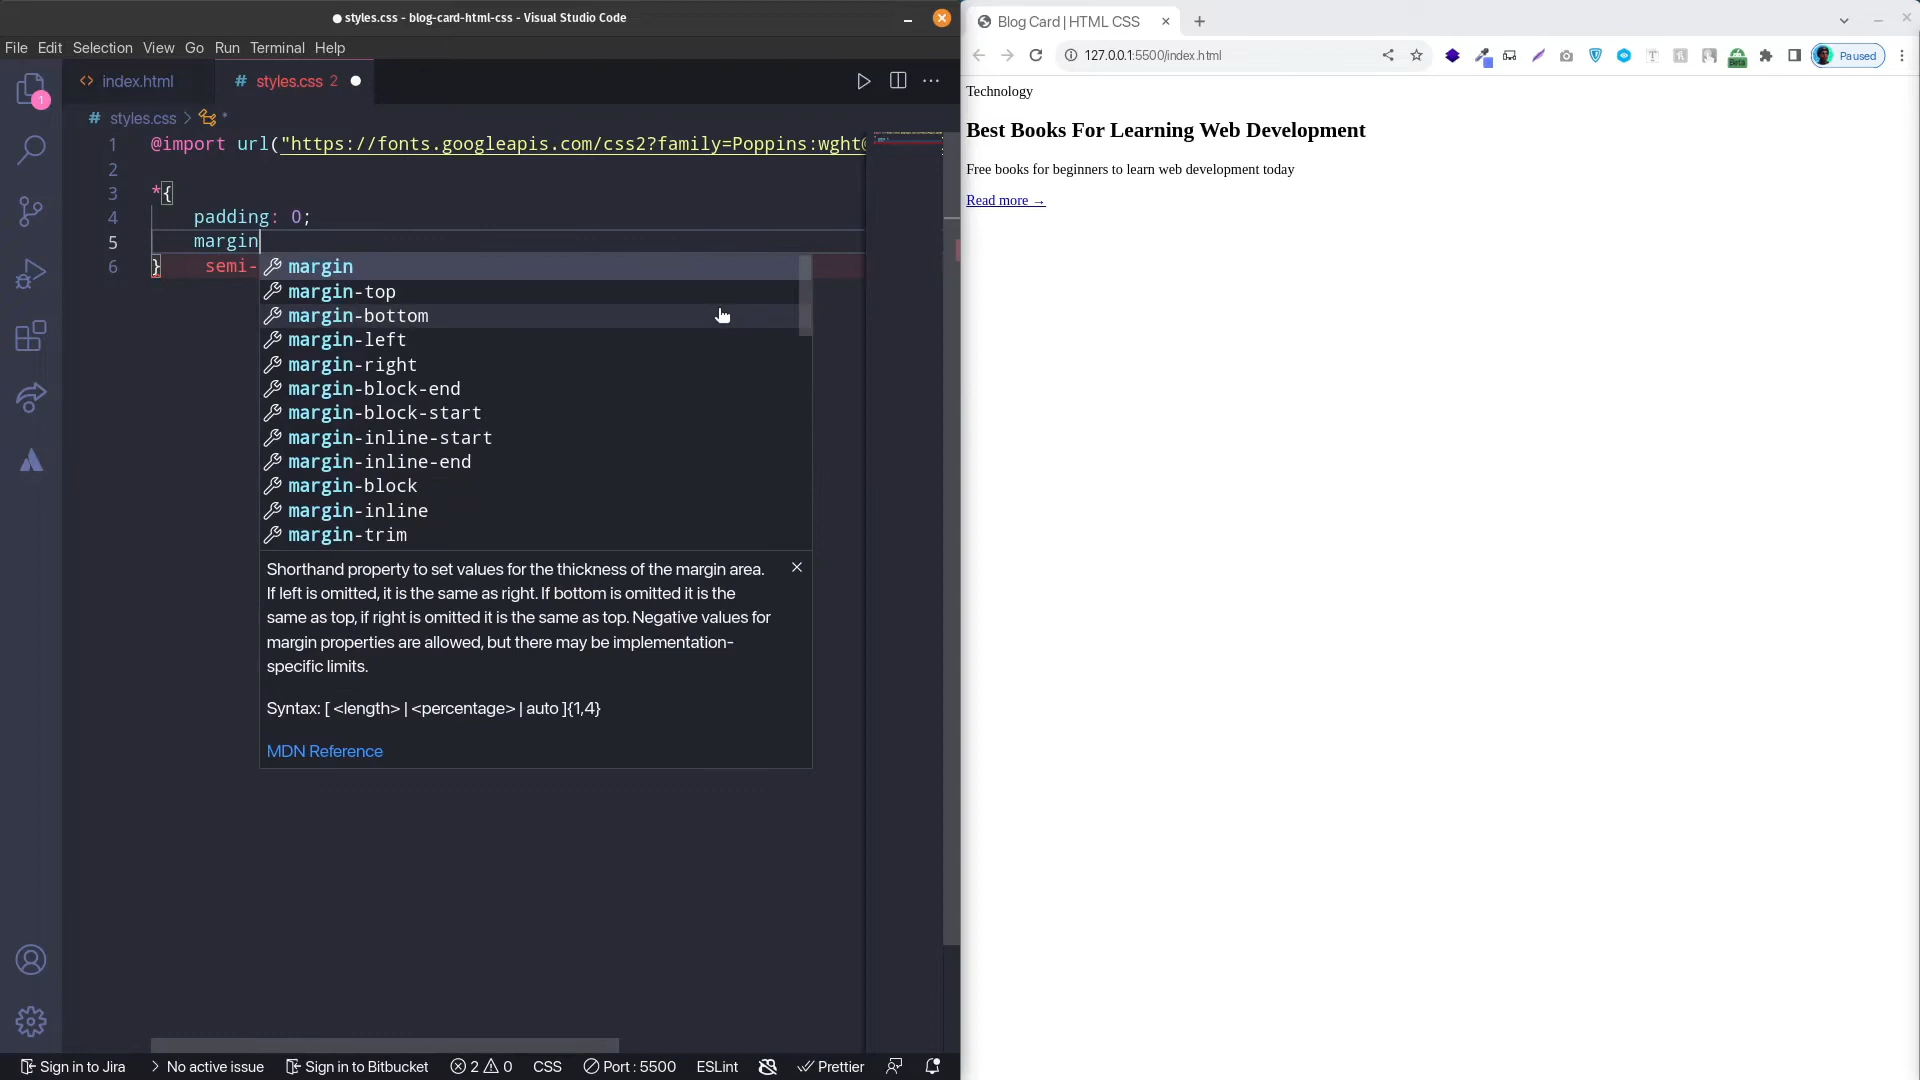 ● styles.css - blog-card-html-css - Visual Studio Code
File Edit Selection View Go Run Terminal Help
index.html
# styles.css 2 ●
# styles.css > *
1 @import url("https://fonts.googleapis.com/css2?family=Poppins:wght@
2
3 *{
4 padding: 0;
5 margin
6 } semi-
margin
margin-top
margin-bottom
margin-left
margin-right
margin-block-end
margin-block-start
margin-inline-start
margin-inline-end
margin-block
margin-inline
margin-trim
Shorthand property to set values for the thickness of the margin area.
If left is omitted, it is the same as right. If bottom is omitted it is the
same as top, if right is omitted it is the same as top. Negative values for
margin properties are allowed, but there may be implementation-
specific limits.
Syntax: [ <length> | <percentage> | auto ]{1,4}
MDN Reference
1
Sign in to Jira > No active issue Sign in to Bitbucket 2 0 CSS Port : 5500 ESLint Prettier
Blog Card | HTML CSS
127.0.0.1:5500/index.html
Beta
Paused
Technology
Best Books For Learning Web Development
Free books for beginners to learn web development today
Read more →